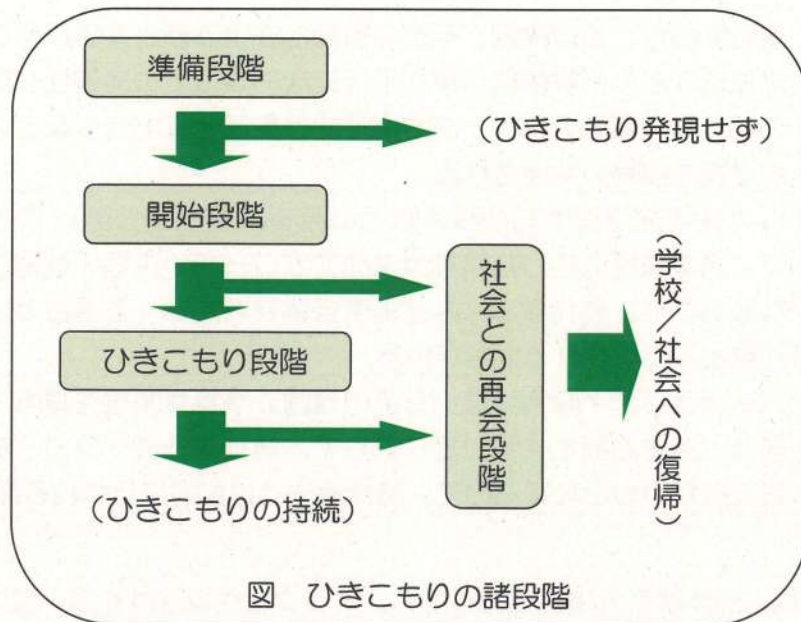 準備段階
（ひきこもり発現せず）
開始段階
ひきこもり段階
社会との再会段階
（学校／社会への復帰）
（ひきこもりの持続）
図　ひきこもりの諸段階